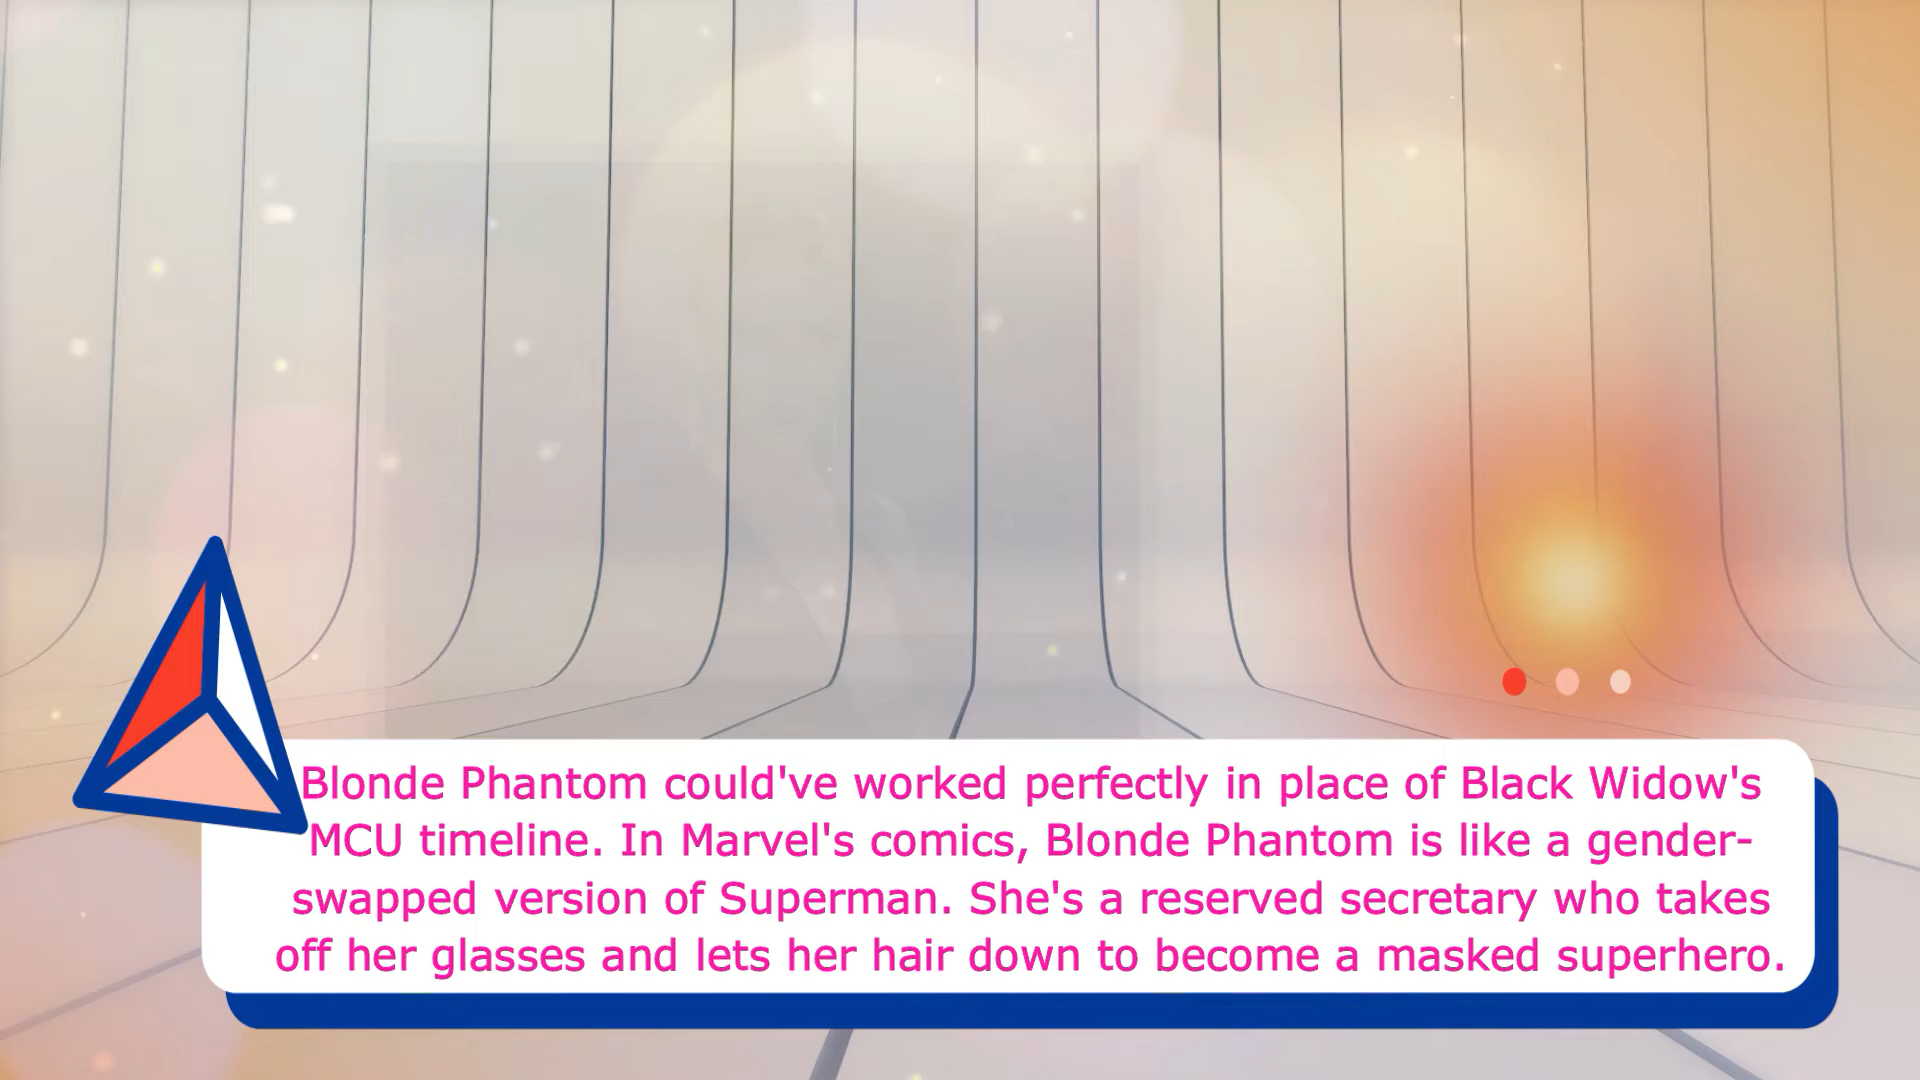 Blonde Phantom could've worked perfectly in place of Black Widow's
MCU timeline. In Marvel's comics, Blonde Phantom is like a gender-
swapped version of Superman. She's a reserved secretary who takes
off her glasses and lets her hair down to become a masked superhero.